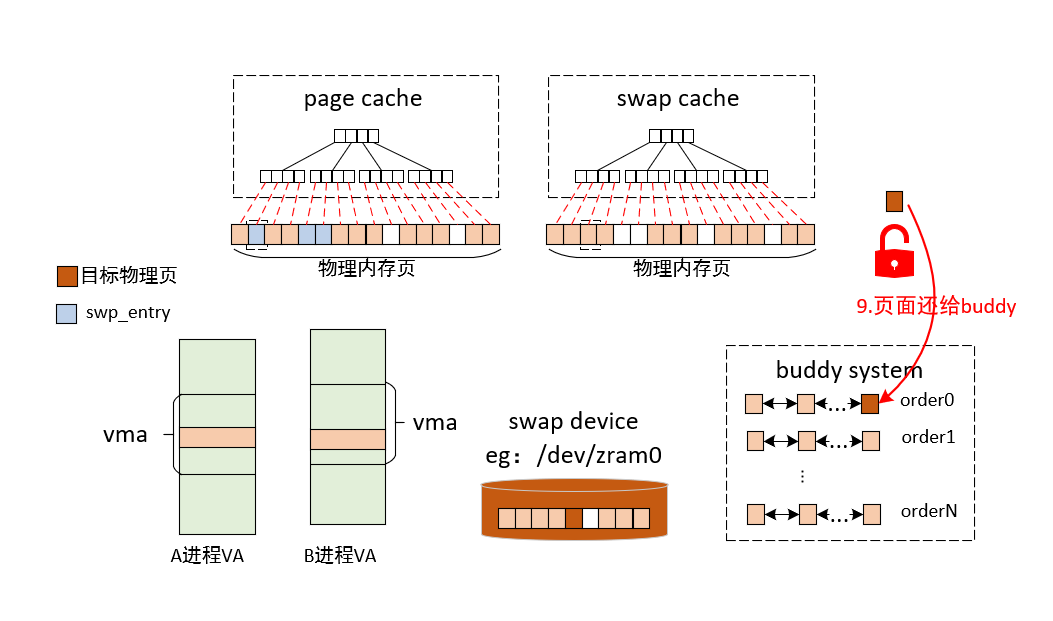 page cache
swap cache
物理内存页
物理内存页
目标物理页
swp_entry
9.页面还给buddy
vma
vma
A进程VA
B进程VA
swap device
eg：/dev/zram0
buddy system
... order0
order1
⋮
... orderN